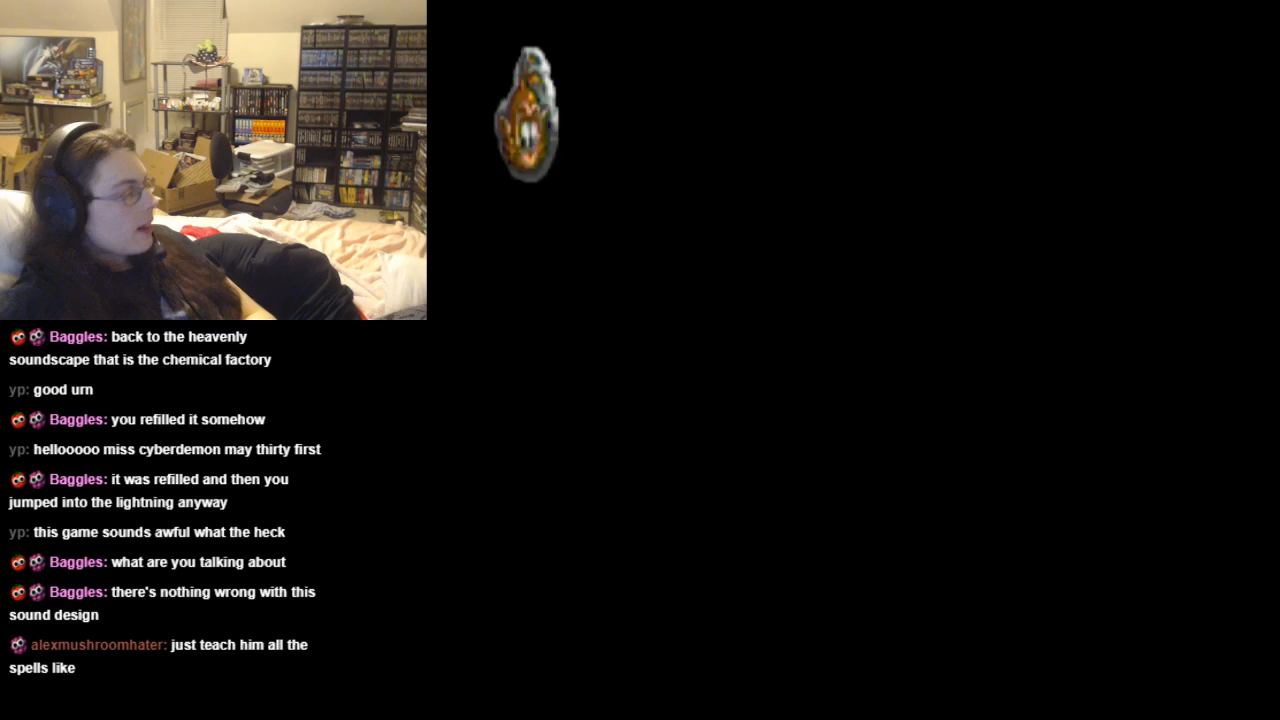 Baggles: back to the heavenly
soundscape that is the chemical factory
yp: good urn
Baggles: you refilled it somehow
yp: hellooooo miss cyberdemon may thirty first
Baggles: it was refilled and then you
jumped into the lightning anyway
yp: this game sounds awful what the heck
Baggles: what are you talking about
Baggles: there's nothing wrong with this
sound design
alexmushroomhater: just teach him all the
spells like